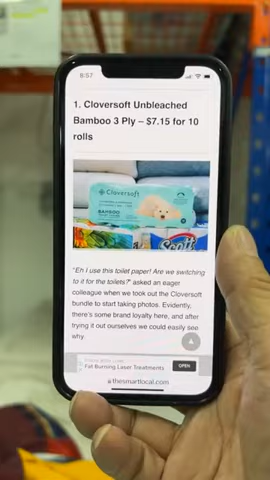 8:57
1. Cloversoft Unbleached
Bamboo 3 Ply – $7.15 for 10
rolls
Cloversoft
BAMBOO
Scott
"Eh I use this toilet paper! Are we switching
to it for the toilets?" asked an eager
colleague when we took out the Cloversoft
bundle to start taking photos. Evidently,
there's some brand loyalty here, and after
trying it out ourselves we could easily see
why.
Fat Burning Laser Treatments
OPEN
thesmartlocal.com